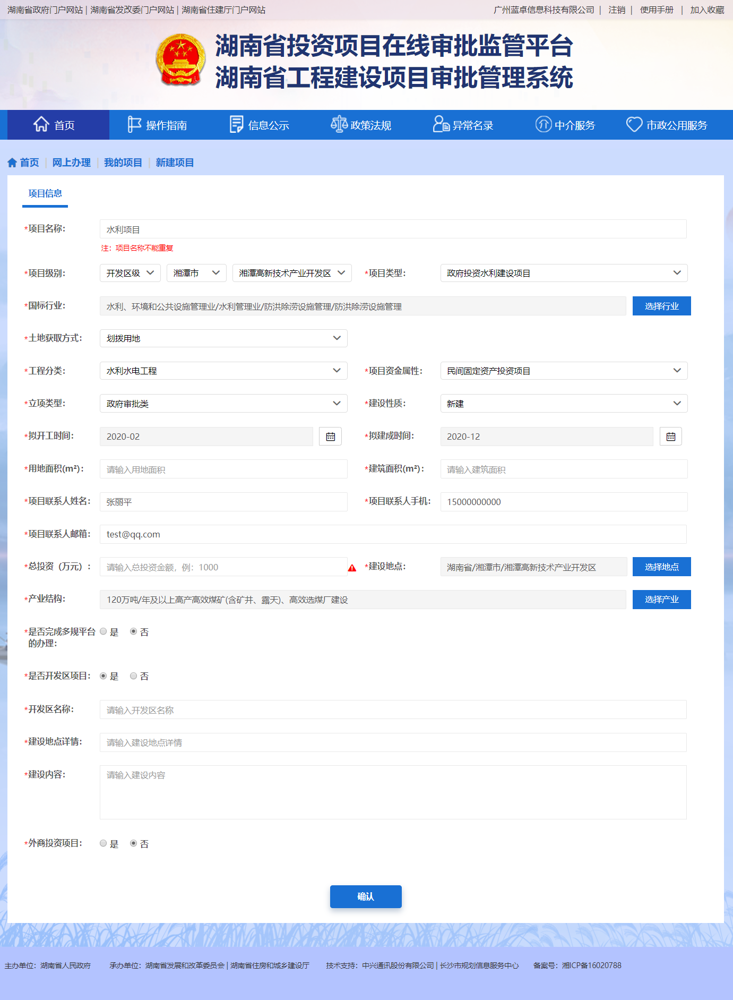 湖南省政府门户网站 | 湖南省发改委门户网站 | 湖南省住建厅门户网站
广州蓝卓信息科技有限公司 | 注销 | 使用手册 | 加入收藏
湖南省投资项目在线审批监管平台
湖南省工程建设项目审批管理系统
首页 操作指南 信息公示 政策法规 异常名录 中介服务 市政公用服务
首页 | 网上办理 | 我的项目 | 新建项目
项目信息
*项目名称： 水利项目
注：项目名称不能重复
*项目级别： 开发区级 湘潭市 湘潭高新技术产业开发区 *项目类型： 政府投资水利建设项目
*国标行业： 水利、环境和公共设施管理业/水利管理业/防洪除涝设施管理/防洪除涝设施管理 选择行业
*土地获取方式： 划拨用地
*工程分类： 水利水电工程 *项目资金属性： 民间固定资产投资项目
*立项类型： 政府审批类 *建设性质： 新建
*拟开工时间： 2020-02 *拟建成时间： 2020-12
*用地面积(m²)： 请输入用地面积 *建筑面积(m²)： 请输入建筑面积
*项目联系人姓名： 张丽平 *项目联系人手机： 15000000000
*项目联系人邮箱： test@qq.com
*总投资（万元）： 请输入总投资金额，例：1000 *建设地点： 湖南省/湘潭市/湘潭高新技术产业开发区 选择地点
*产业结构： 120万吨/年及以上高产高效煤矿(含矿井、露天)、高效选煤厂建设 选择产业
*是否完成多规平台 是 否
的办理：
*是否开发区项目： 是 否
*开发区名称： 请输入开发区名称
*建设地点详情： 请输入建设地点详情
*建设内容： 请输入建设内容
*外商投资项目： 是 否
确认
主办单位：湖南省人民政府 承办单位：湖南省发展和改革委员会 | 湖南省住房和城乡建设厅 技术支持：中兴通讯股份有限公司 | 长沙市规划信息服务中心 备案号：湘ICP备16020788